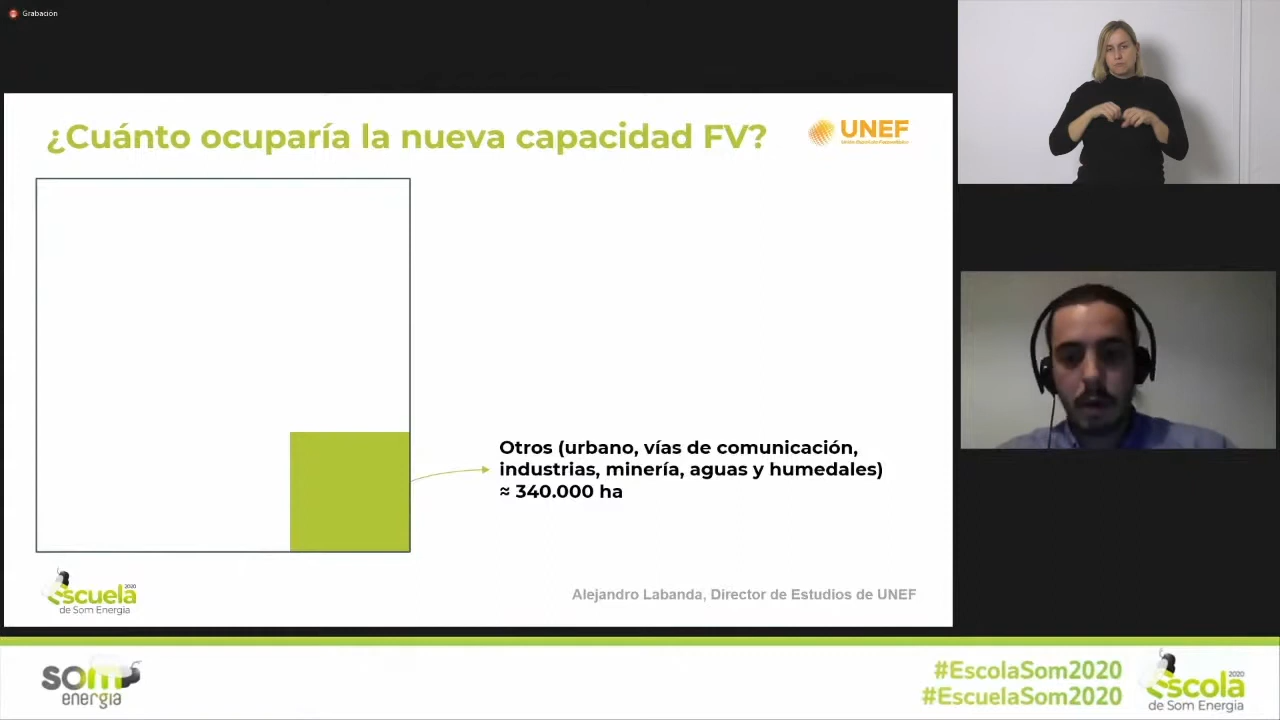 Grabación
¿Cuánto ocuparía la nueva capacidad FV?
UNEF
Otros (urbano, vías de comunicación,
industrias, minería, aguas y humedales)
≈ 340.000 ha
escuela
2020
de Som Energia
Alejandro Labanda, Director de Estudios de UNEF
som
energia
#EscolaSom2020
#EscuelaSom2020
escola
2020
de Som Energia